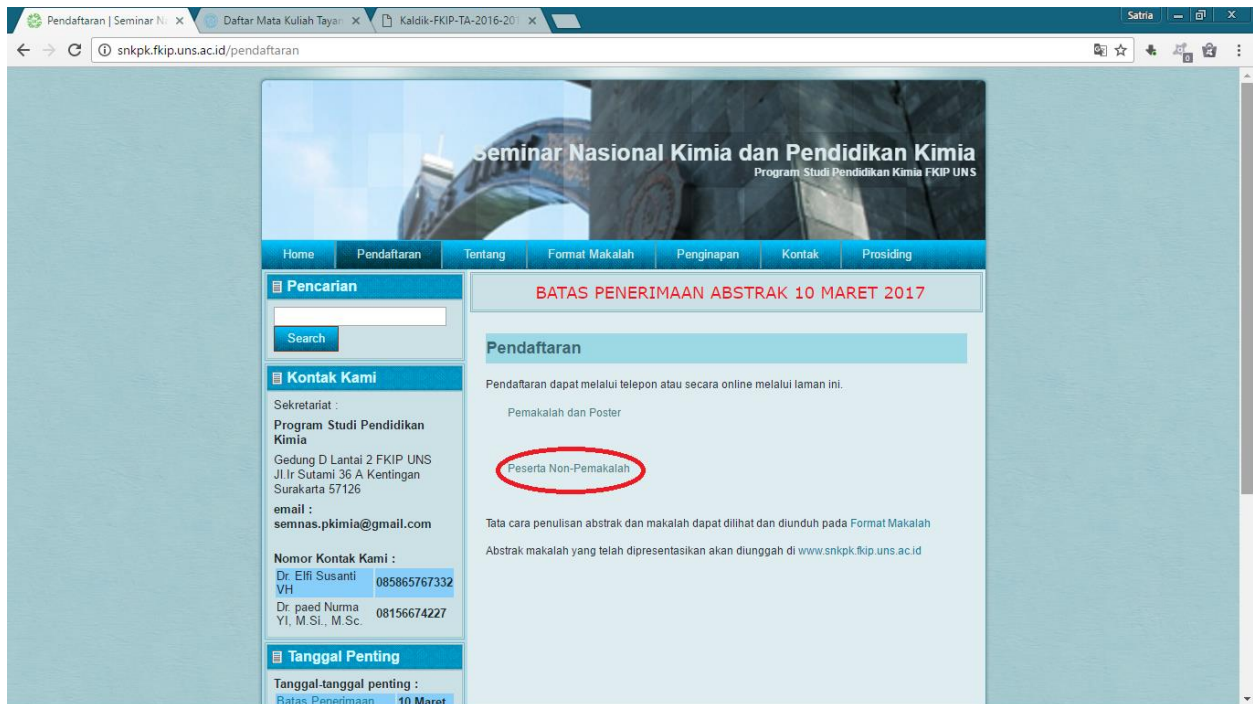 Pendaftaran | Seminar Na
Daftar Mata Kuliah Tayan
Kaldik-FKIP-TA-2016-201
Satria
snkpk.fkip.uns.ac.id/pendaftaran
Seminar Nasional Kimia dan Pendidikan Kimia
Program Studi Pendidikan Kimia FKIP UNS
Home Pendaftaran Tentang Format Makalah Penginapan Kontak Prosiding
Pencarian
Search
Kontak Kami
Sekretariat :
Program Studi Pendidikan
Kimia
Gedung D Lantai 2 FKIP UNS
Jl.Ir Sutami 36 A Kentingan
Surakarta 57126
email :
semnas.pkimia@gmail.com
Nomor Kontak Kami :
Dr. Elfi Susanti
VH 085865767332
Dr. paed Nurma
YI, M.Si., M.Sc. 08156674227
Tanggal Penting
Tanggal-tanggal penting :
Batas Penerimaan 10 Maret
BATAS PENERIMAAN ABSTRAK 10 MARET 2017
Pendaftaran
Pendaftaran dapat melalui telepon atau secara online melalui laman ini.
Pemakalah dan Poster
Peserta Non-Pemakalah
Tata cara penulisan abstrak dan makalah dapat dilihat dan diunduh pada Format Makalah
Abstrak makalah yang telah dipresentasikan akan diunggah di www.snkpk.fkip.uns.ac.id